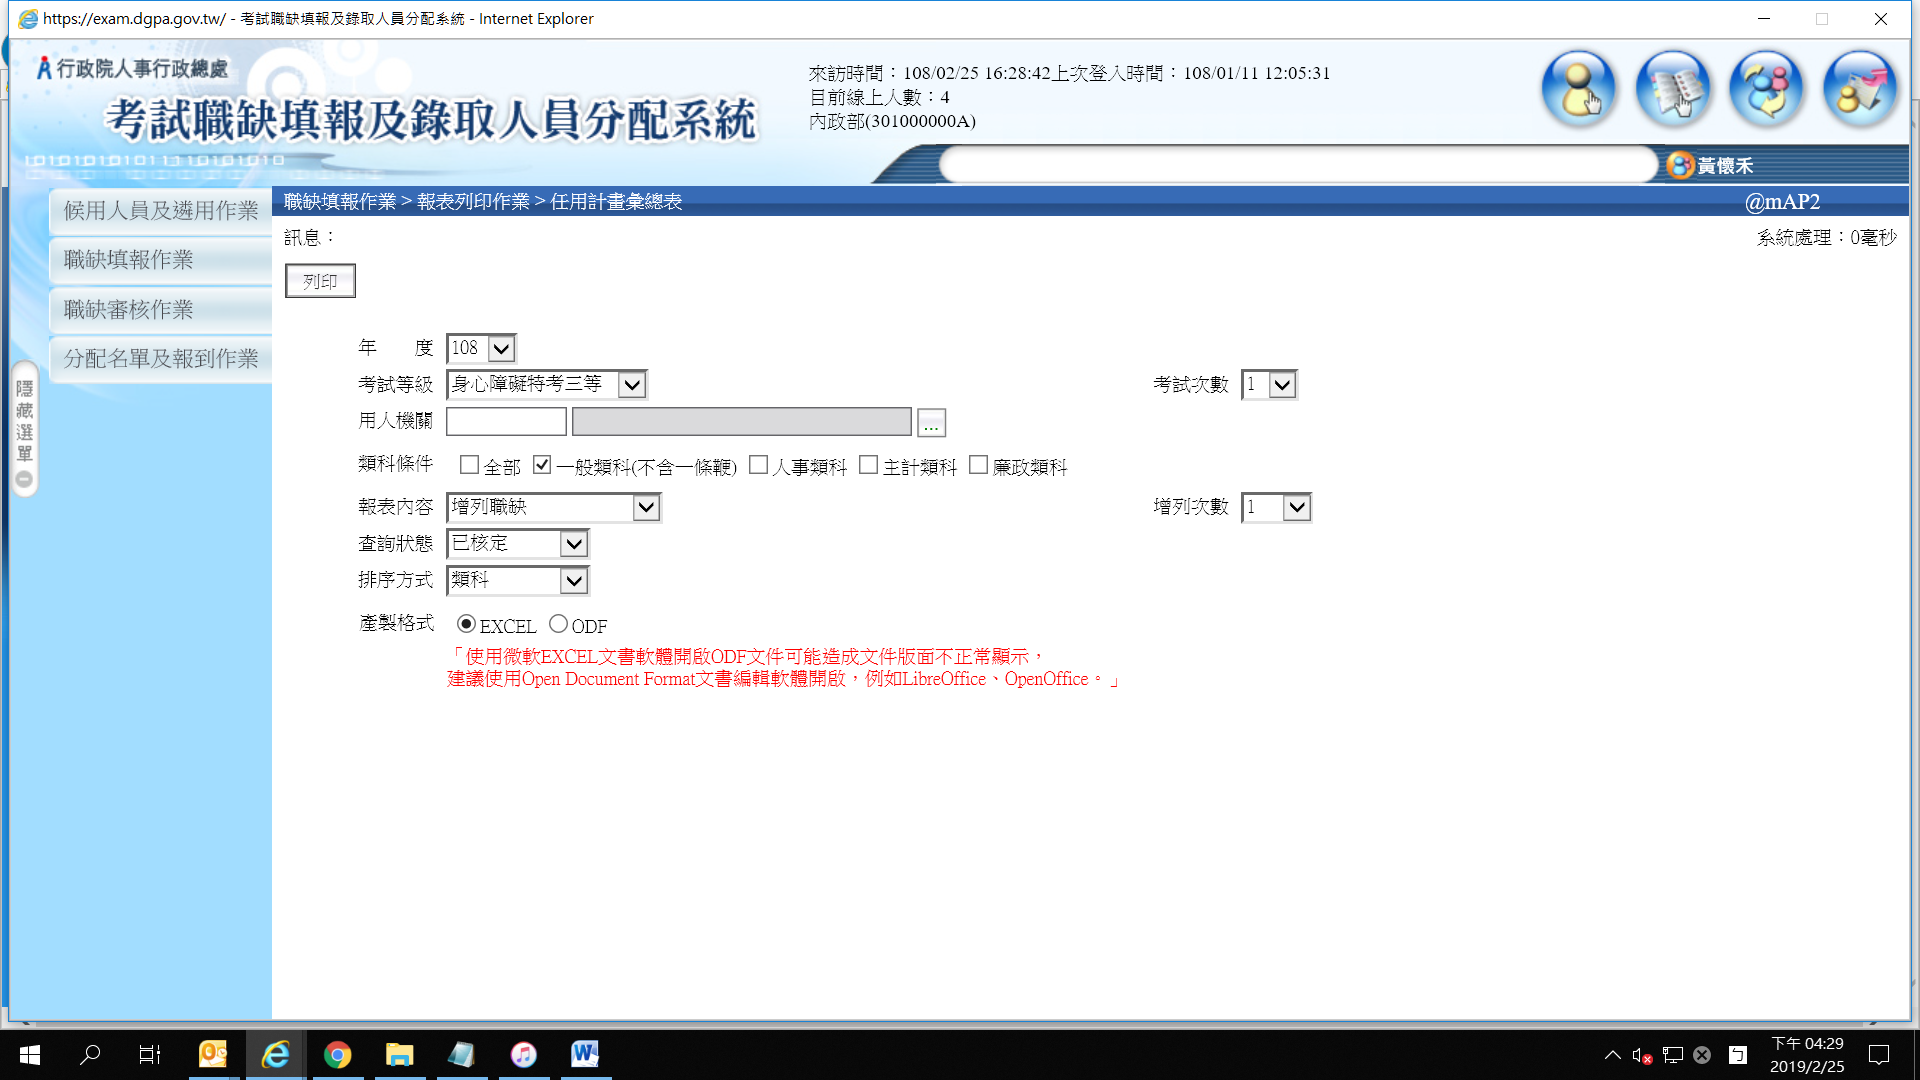 https://exam.dgpa.gov.tw/ - 考試職缺填報及錄取人員分配系統 - Internet Explorer
行政院人事行政總處
考試職缺填報及錄取人員分配系統
來訪時間：108/02/25 16:28:42上次登入時間：108/01/11 12:05:31
目前線上人數：4
內政部(301000000A)
黃懷禾
候用人員及遴用作業
職缺填報作業
職缺審核作業
分配名單及報到作業
隱藏選單
職缺填報作業 > 報表列印作業 > 任用計畫彙總表 @mAP2
訊息： 系統處理：0毫秒
列印
年 度 108
考試等級 身心障礙特考三等 考試次數 1
用人機關 ...
類科條件 全部 一般類科(不含一條鞭) 人事類科 主計類科 廉政類科
報表內容 增列職缺 增列次數 1
查詢狀態 已核定
排序方式 類科
產製格式 EXCEL ODF
「使用微軟EXCEL文書軟體開啟ODF文件可能造成文件版面不正常顯示，
建議使用Open Document Format文書編輯軟體開啟，例如LibreOffice、OpenOffice。」
下午 04:29
2019/2/25